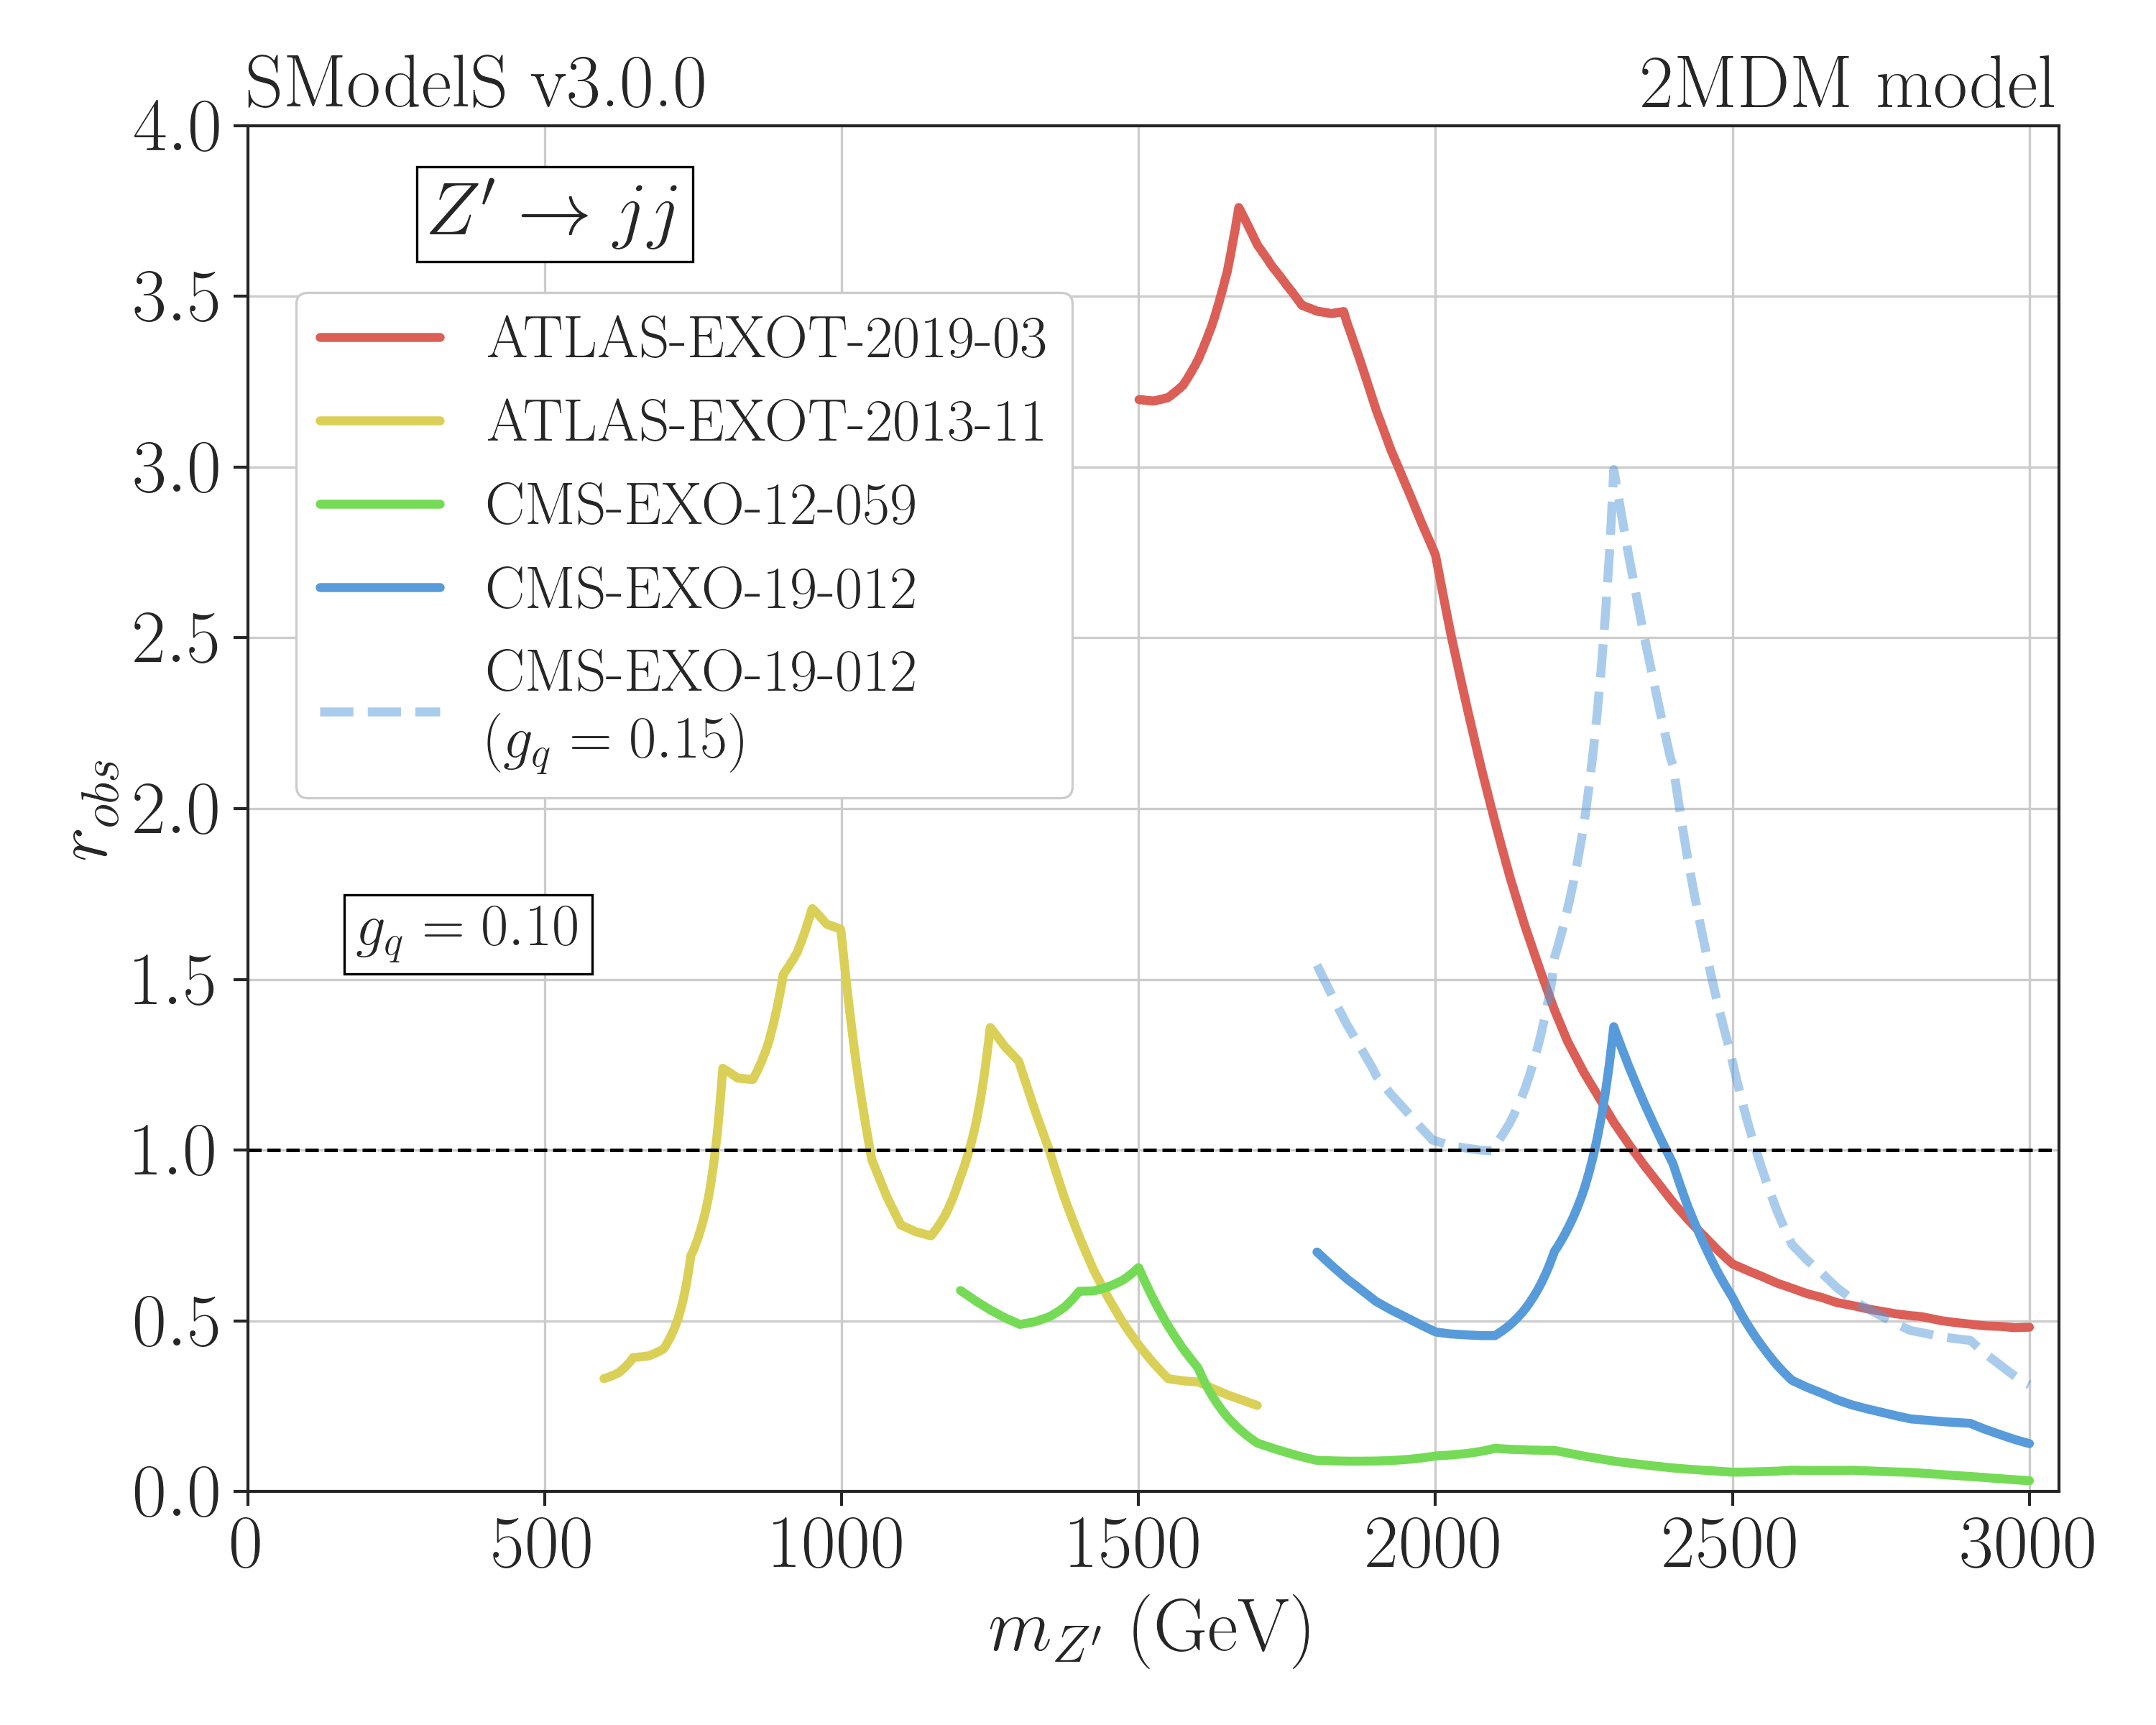 SModelS v3.0.0
2MDM model
Z′ → jj
ATLAS-EXOT-2019-03
ATLAS-EXOT-2013-11
CMS-EXO-12-059
CMS-EXO-19-012
CMS-EXO-19-012
(g_q = 0.15)
g_q = 0.10
r_obs
4.0
3.5
3.0
2.5
2.0
1.5
1.0
0.5
0.0
0 500 1000 1500 2000 2500 3000
m_Z′ (GeV)